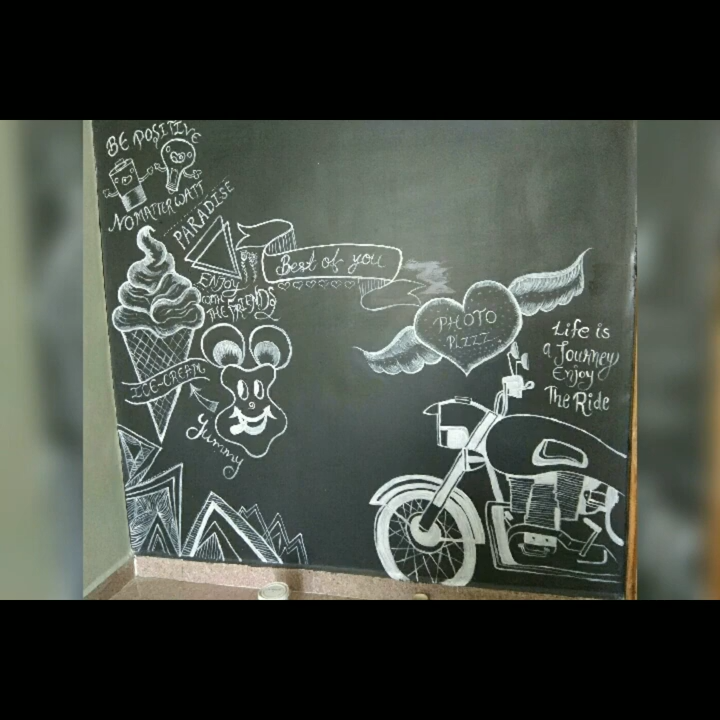 BE POSITIVE
NO MATTER WATT
PARADISE
ENJOY
WITH
THE FRIENDS
Best of you
ICE-CREAM
Yummy
PHOTO
PLZZZ
Life is
a Journey
Enjoy
The Ride